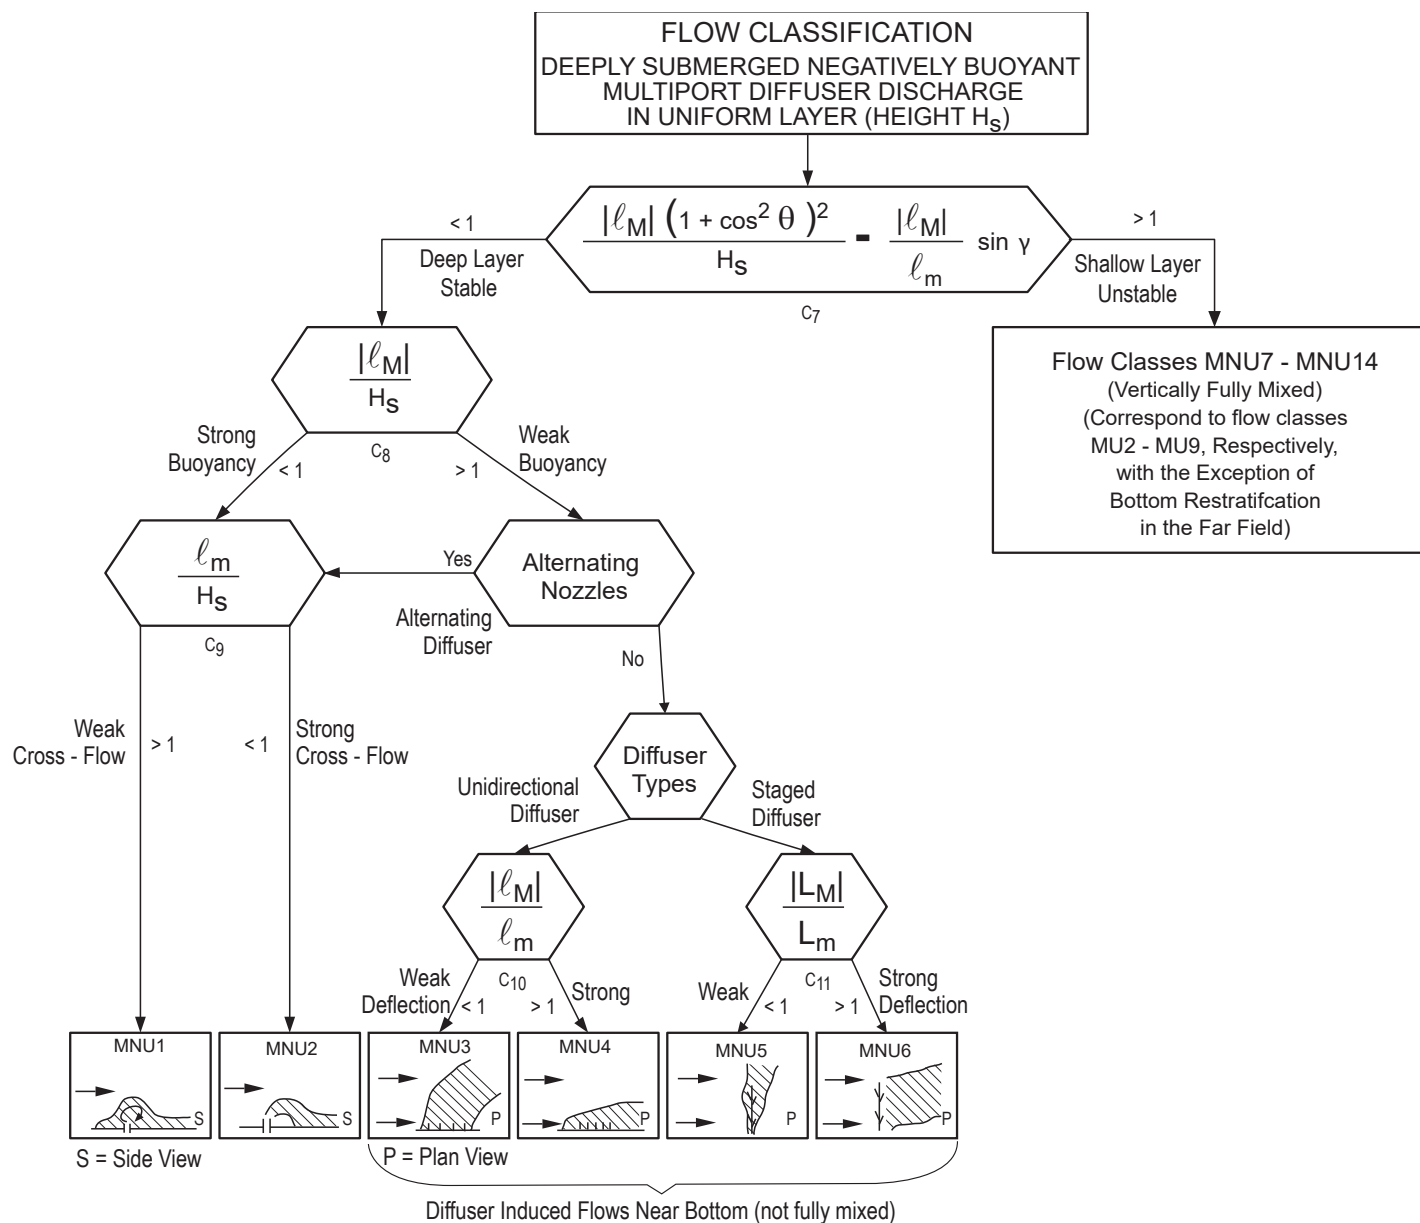 FLOW CLASSIFICATION
DEEPLY SUBMERGED NEGATIVELY BUOYANT
MULTIPORT DIFFUSER DISCHARGE
IN UNIFORM LAYER (HEIGHT Hs)
|ℓM| (1 + cos² θ )² / Hs - |ℓM| / ℓm sin γ
C7
< 1
Deep Layer
Stable
> 1
Shallow Layer
Unstable
Flow Classes MNU7 - MNU14
(Vertically Fully Mixed)
(Correspond to flow classes
MU2 - MU9, Respectively,
with the Exception of
Bottom Restratifcation
in the Far Field)
|ℓM|
Hs
C8
Strong
Buoyancy
< 1
Weak
Buoyancy
> 1
ℓm
Hs
C9
Yes
Alternating
Diffuser
Alternating
Nozzles
No
Weak
Cross - Flow
> 1
< 1
Strong
Cross - Flow
Diffuser
Types
Unidirectional
Diffuser
Staged
Diffuser
|ℓM|
ℓm
C10
|LM|
Lm
C11
Weak
Deflection
< 1
> 1
Strong
Weak
< 1
> 1
Strong
Deflection
MNU1
S
MNU2
S
MNU3
P
MNU4
P
MNU5
P
MNU6
P
S = Side View
P = Plan View
Diffuser Induced Flows Near Bottom (not fully mixed)